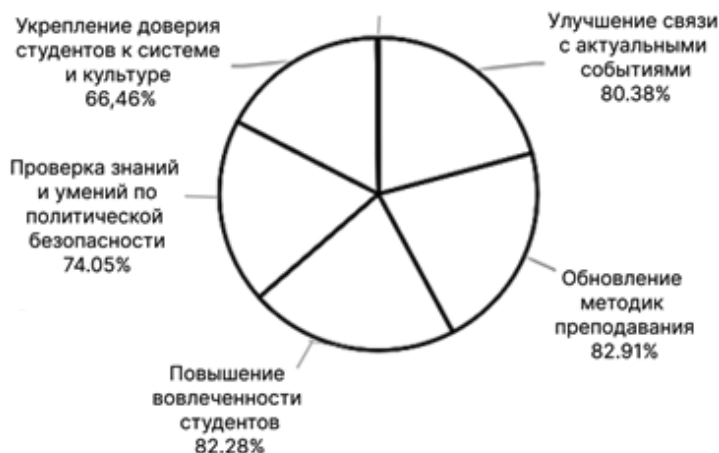 Укрепление доверия
студентов к системе
и культуре
66,46%
Улучшение связи
с актуальными
событиями
80.38%
Проверка знаний
и умений по
политической
безопасности
74.05%
Обновление
методик
преподавания
82.91%
Повышение
вовлеченности
студентов
82.28%